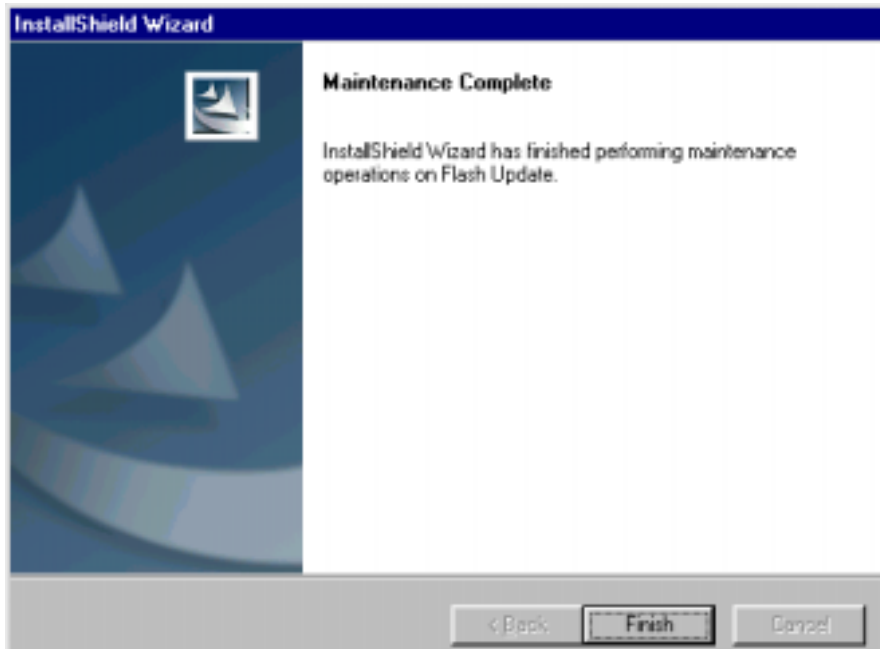 InstallShield Wizard
Maintenance Complete
InstallShield Wizard has finished performing maintenance
operations on Flash Update.
< Back
Finish
Cancel